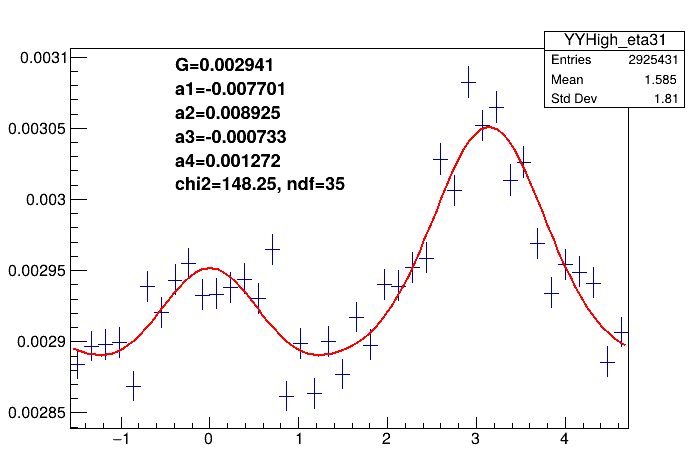 YYHigh_eta31
Entries 2925431
Mean 1.585
Std Dev 1.81
G=0.002941
a1=-0.007701
a2=0.008925
a3=-0.000733
a4=0.001272
chi2=148.25, ndf=35
0.0031
0.00305
0.003
0.00295
0.0029
0.00285
−1 0 1 2 3 4